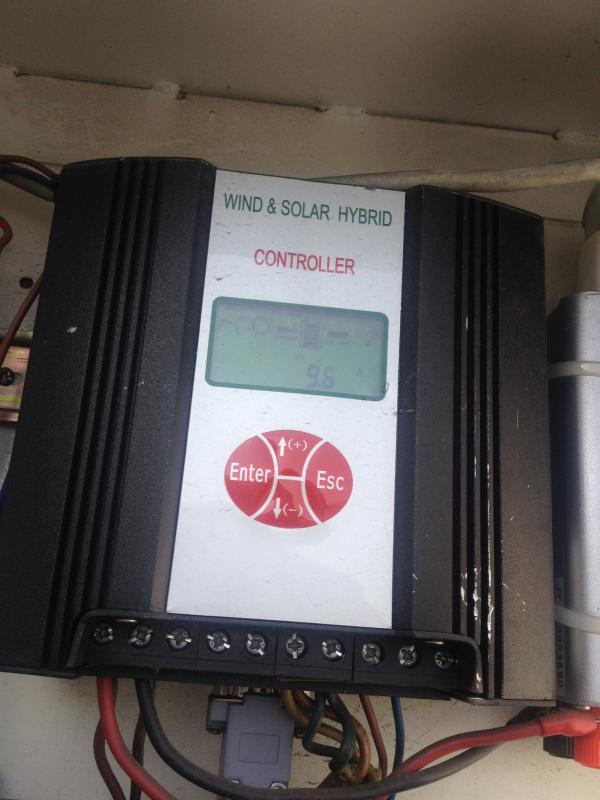 WIND & SOLAR HYBRID
CONTROLLER
9.6 A
↑(+)
Enter
Esc
↓(-)